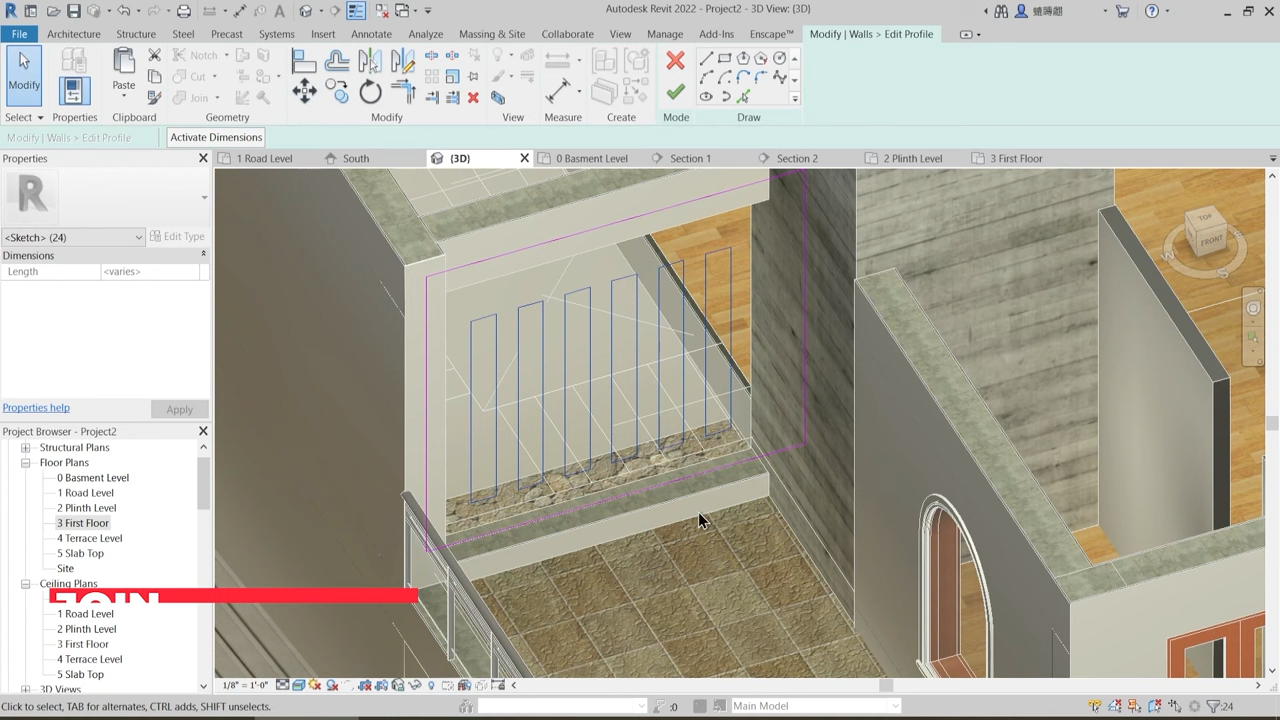 Autodesk Revit 2022 - Project2 - 3D View: {3D}
File Architecture Structure Steel Precast Systems Insert Annotate Analyze Massing & Site Collaborate View Manage Add-Ins Enscape™ Modify | Walls > Edit Profile
Modify Paste Notch Cut Join
Select Properties Clipboard Geometry Modify View Measure Create Mode Draw
Modify | Walls > Edit Profile Activate Dimensions
Properties
1 Road Level South {3D} 0 Basment Level Section 1 Section 2 2 Plinth Level 3 First Floor
R
<Sketch> (24) Edit Type
Dimensions
Length <varies>
TOP
FRONT
W
S
Properties help Apply
Project Browser - Project2
Structural Plans
Floor Plans
0 Basment Level
1 Road Level
2 Plinth Level
3 First Floor
4 Terrace Level
5 Slab Top
Site
Ceiling Plans
JOIN
1 Road Level
2 Plinth Level
3 First Floor
4 Terrace Level
5 Slab Top
3D Views
1/8" = 1'-0"
Click to select, TAB for alternates, CTRL adds, SHIFT unselects.
:0
Main Model
:24